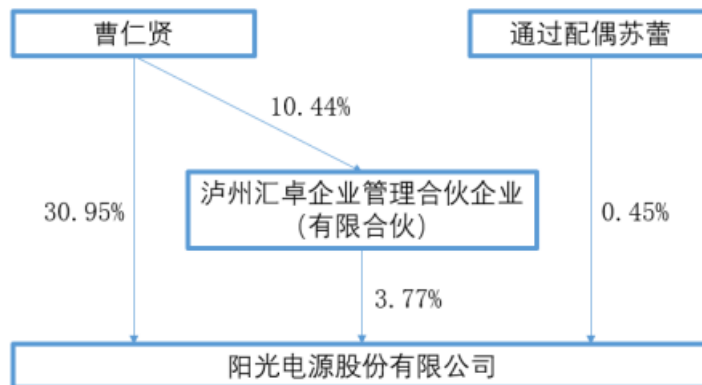 曹仁贤
通过配偶苏蕾
10.44%
泸州汇卓企业管理合伙企业
（有限合伙）
30.95%
0.45%
3.77%
阳光电源股份有限公司